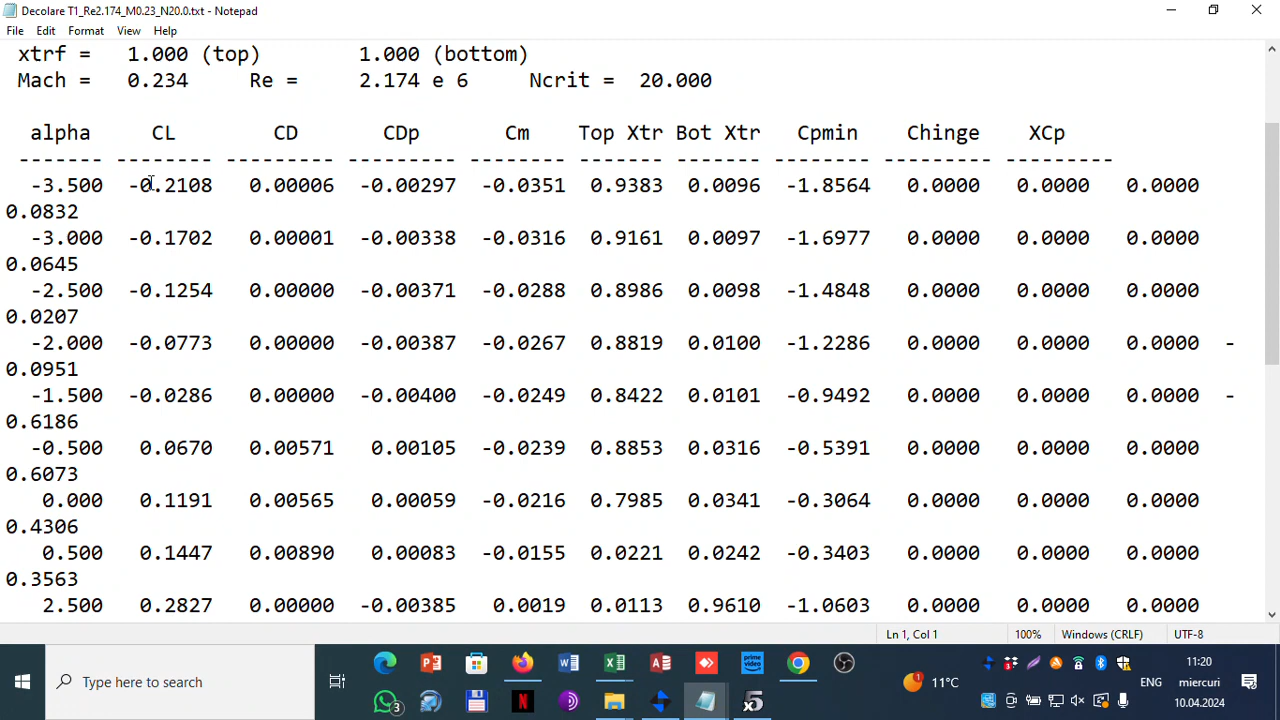 Decolare T1_Re2.174_M0.23_N20.0.txt - Notepad
File Edit Format View Help
xtrf = 1.000 (top) 1.000 (bottom)
Mach = 0.234 Re = 2.174 e 6 Ncrit = 20.000
alpha CL CD CDp Cm Top Xtr Bot Xtr Cpmin Chinge XCp
------- -------- --------- --------- -------- ------- ------- -------- --------- ---------
-3.500 -0.2108 0.00006 -0.00297 -0.0351 0.9383 0.0096 -1.8564 0.0000 0.0000 0.0000
0.0832
-3.000 -0.1702 0.00001 -0.00338 -0.0316 0.9161 0.0097 -1.6977 0.0000 0.0000 0.0000
0.0645
-2.500 -0.1254 0.00000 -0.00371 -0.0288 0.8986 0.0098 -1.4848 0.0000 0.0000 0.0000
0.0207
-2.000 -0.0773 0.00000 -0.00387 -0.0267 0.8819 0.0100 -1.2286 0.0000 0.0000 0.0000 -
0.0951
-1.500 -0.0286 0.00000 -0.00400 -0.0249 0.8422 0.0101 -0.9492 0.0000 0.0000 0.0000 -
0.6186
-0.500 0.0670 0.00571 0.00105 -0.0239 0.8853 0.0316 -0.5391 0.0000 0.0000 0.0000
0.6073
0.000 0.1191 0.00565 0.00059 -0.0216 0.7985 0.0341 -0.3064 0.0000 0.0000 0.0000
0.4306
0.500 0.1447 0.00890 0.00083 -0.0155 0.0221 0.0242 -0.3403 0.0000 0.0000 0.0000
0.3563
2.500 0.2827 0.00000 -0.00385 0.0019 0.0113 0.9610 -1.0603 0.0000 0.0000 0.0000
Ln 1, Col 1 100% Windows (CRLF) UTF-8
Type here to search
11°C
ENG
11:20
miercuri
10.04.2024